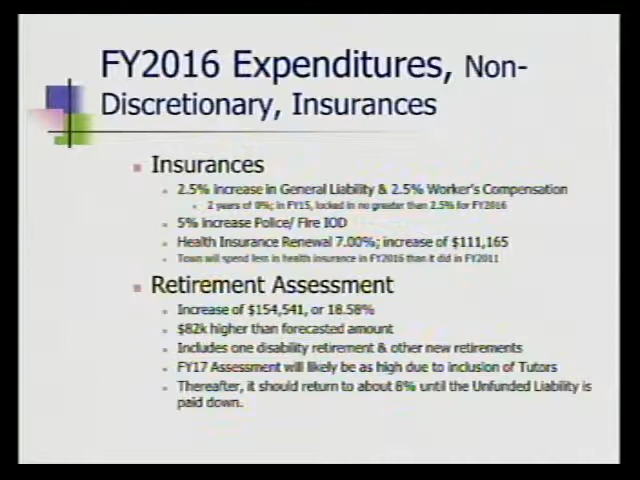 FY2016 Expenditures, Non-
Discretionary, Insurances
Insurances
2.5% increase in General Liability & 2.5% Worker's Compensation
2 years of 0%; in FY15, locked in no greater than 2.5% for FY2016
5% increase Police/ Fire IOD
Health Insurance Renewal 7.00%; increase of $111,165
Town will spend less in health insurance in FY2016 than it did in FY2011
Retirement Assessment
Increase of $154,541, or 18.58%
$82k higher than forecasted amount
Includes one disability retirement & other new retirements
FY17 Assessment will likely be as high due to inclusion of Tutors
Thereafter, it should return to about 8% until the Unfunded Liability is
paid down.